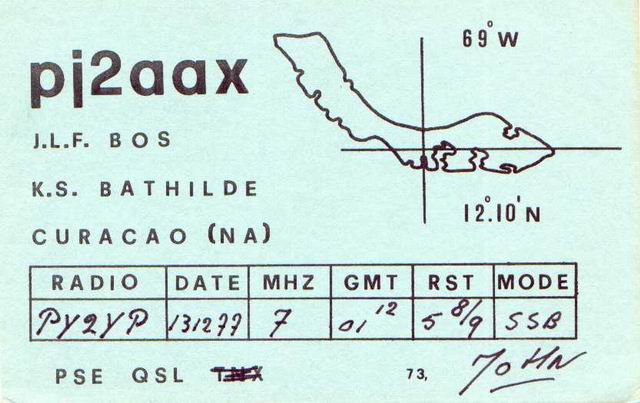 pj2aax
69° W
J.L.F. BOS
K.S. BATHILDE
12°.10'N
CURACAO (NA)
RADIO DATE MHZ GMT RST MODE
PY2YP 131277 7 01 12 5 8/9 SSB
PSE QSL TNX 73, JOHN